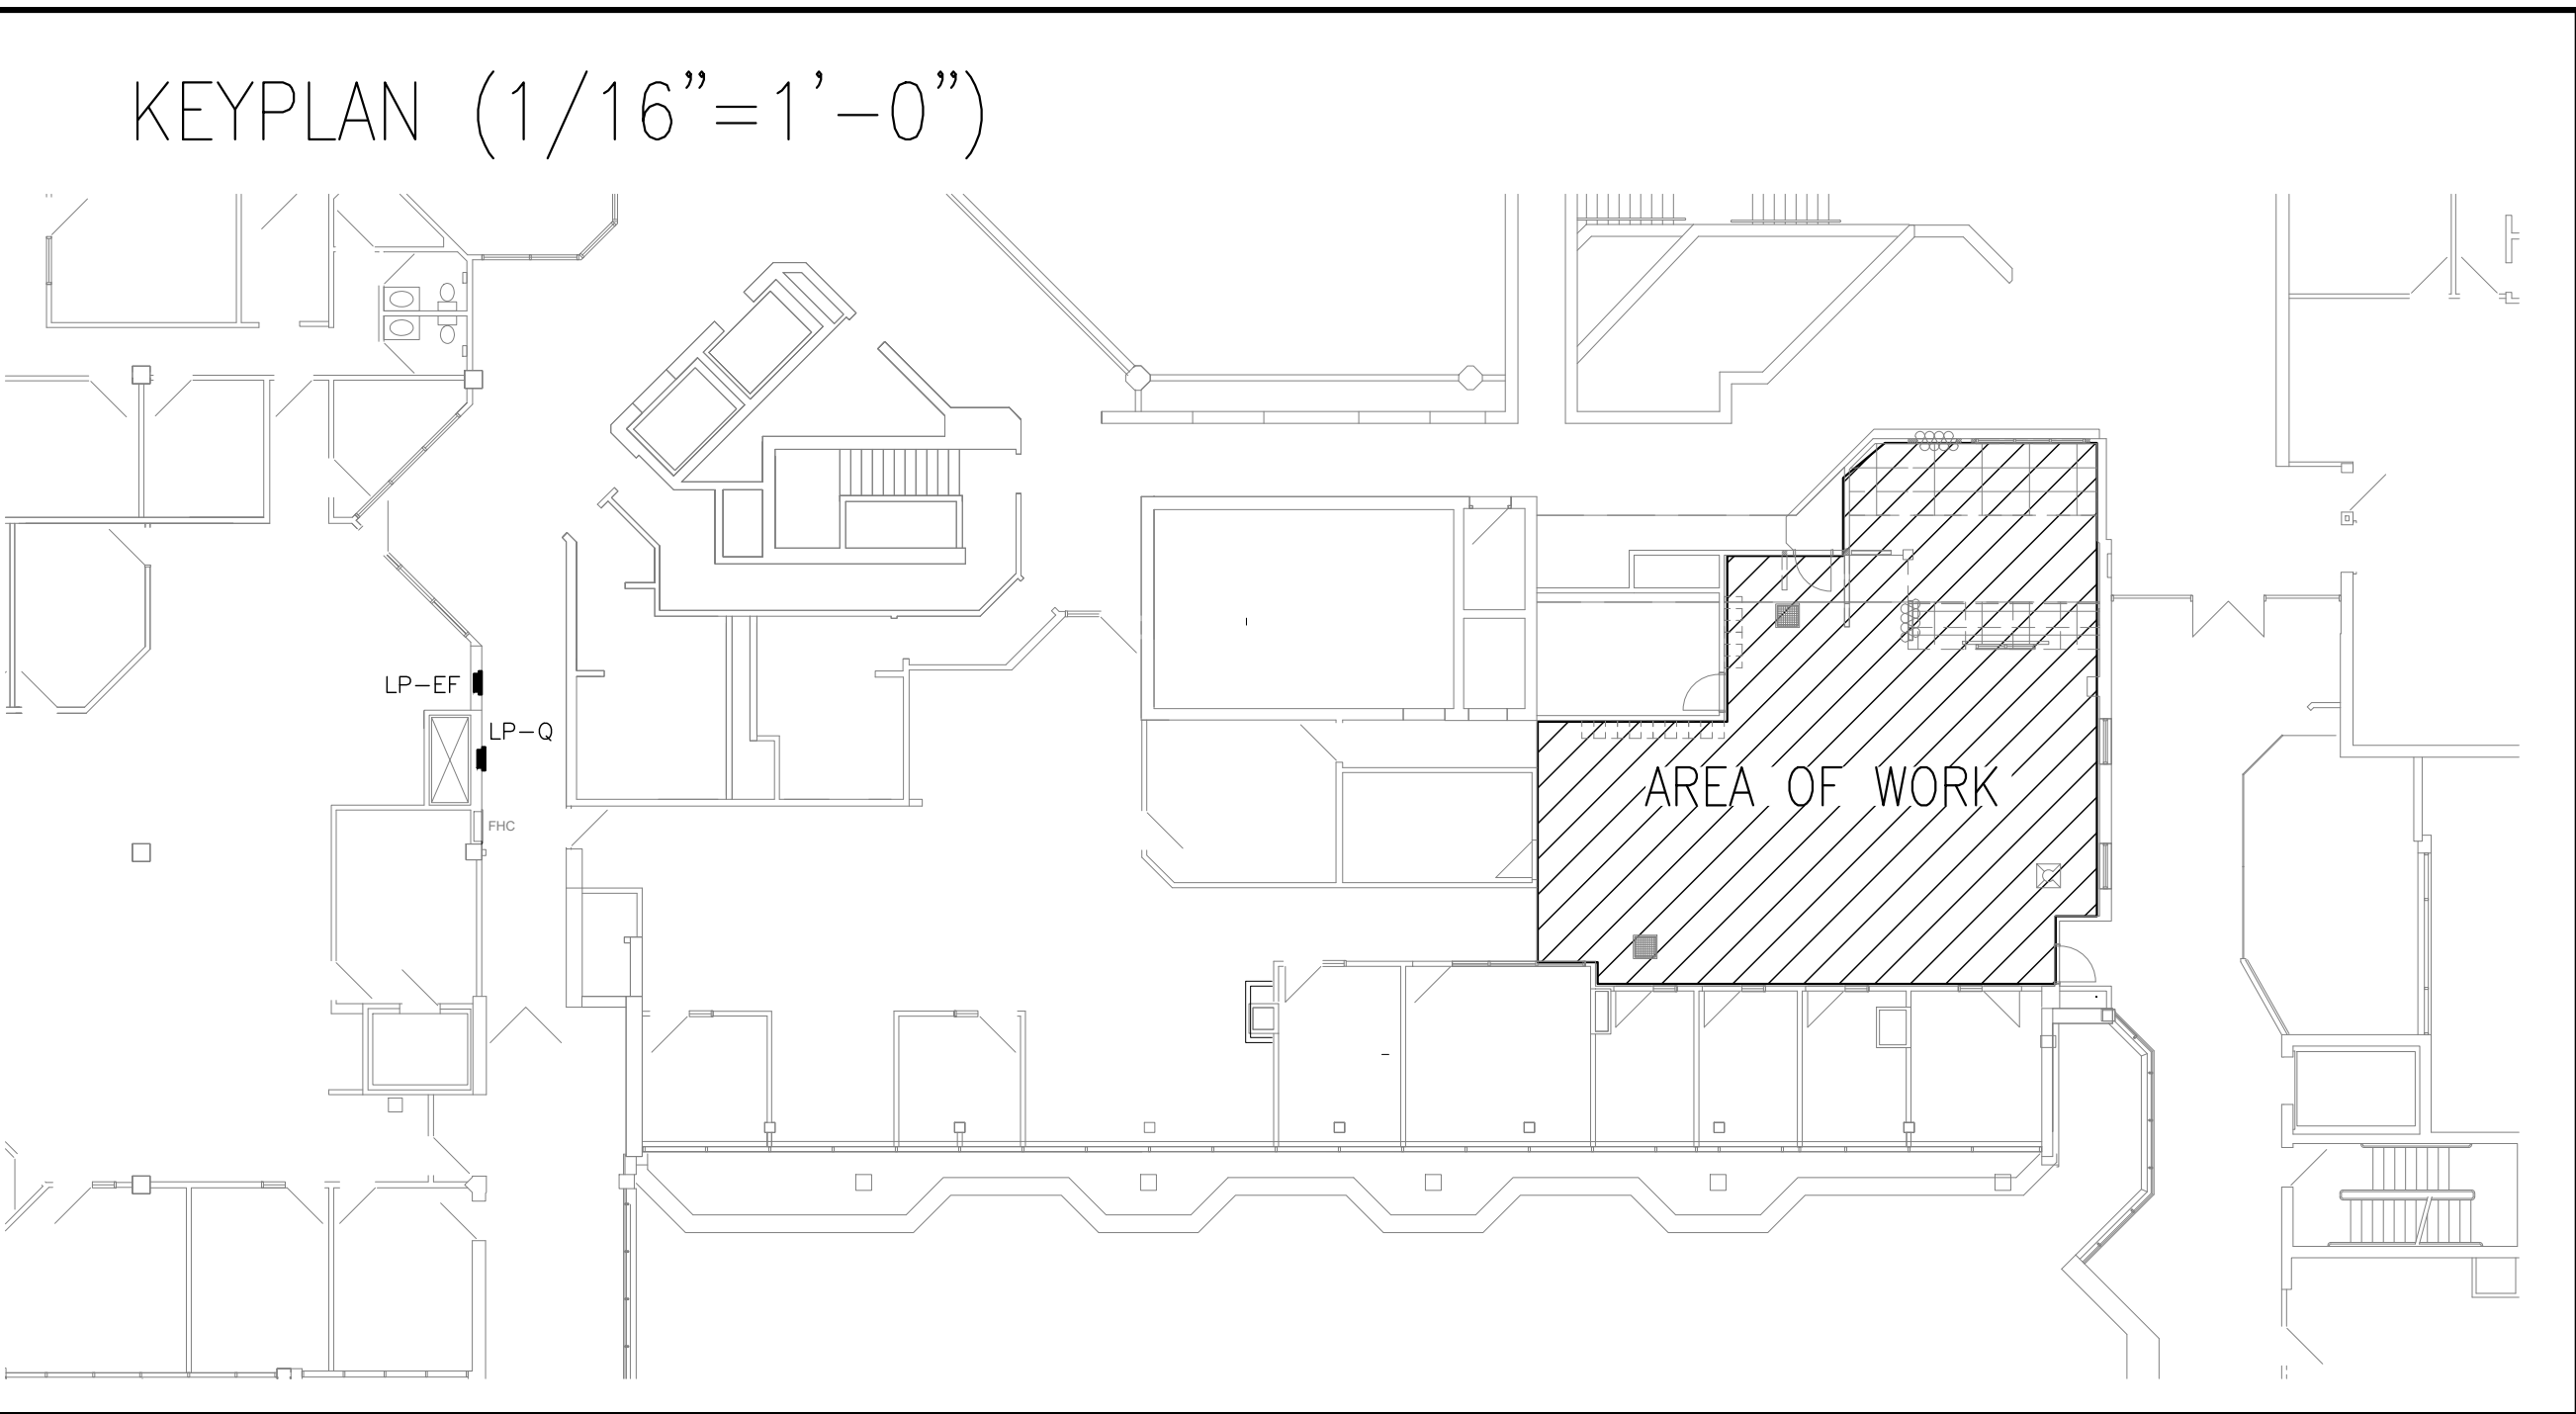 KEYPLAN (1/16"=1'-0")
LP-EF
LP-Q
AREA OF WORK
FHC